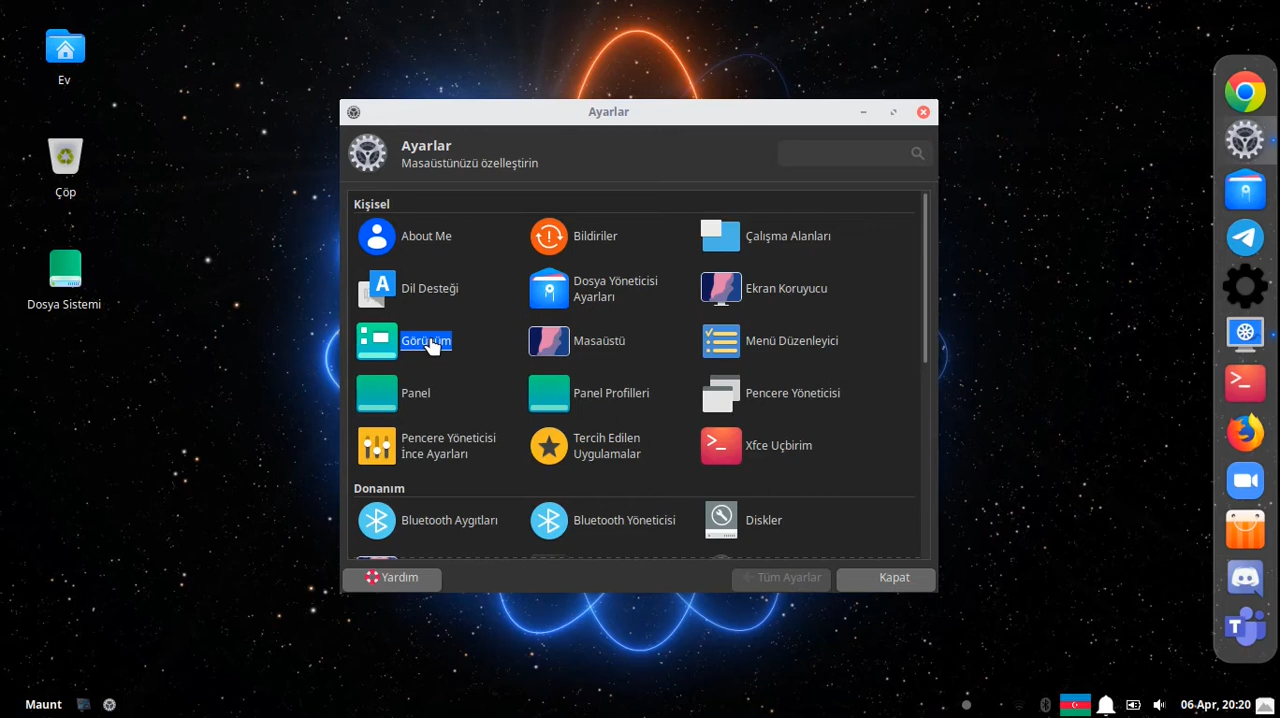 Ev
Çöp
Dosya Sistemi
Ayarlar
Ayarlar
Masaüstünüzü özelleştirin
Kişisel
About Me
Bildiriler
Çalışma Alanları
Dil Desteği
Dosya Yöneticisi
Ayarları
Ekran Koruyucu
Görünüm
Masaüstü
Menü Düzenleyici
Panel
Panel Profilleri
Pencere Yöneticisi
Pencere Yöneticisi
İnce Ayarları
Tercih Edilen
Uygulamalar
Xfce Uçbirim
Donanım
Bluetooth Aygıtları
Bluetooth Yöneticisi
Diskler
Yardım
Tüm Ayarlar
Kapat
Maunt
06 Apr, 20:20